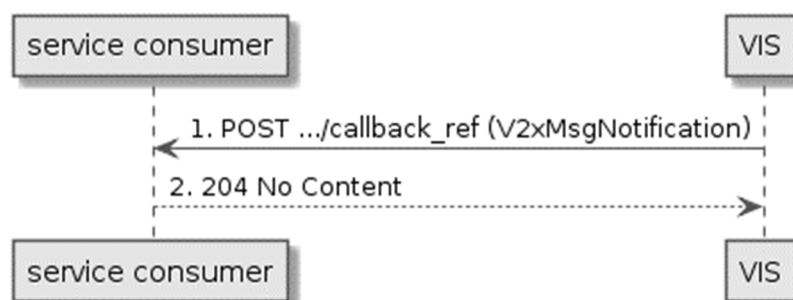 service consumer
VIS
1. POST .../callback_ref (V2xMsgNotification)
2. 204 No Content
service consumer
VIS